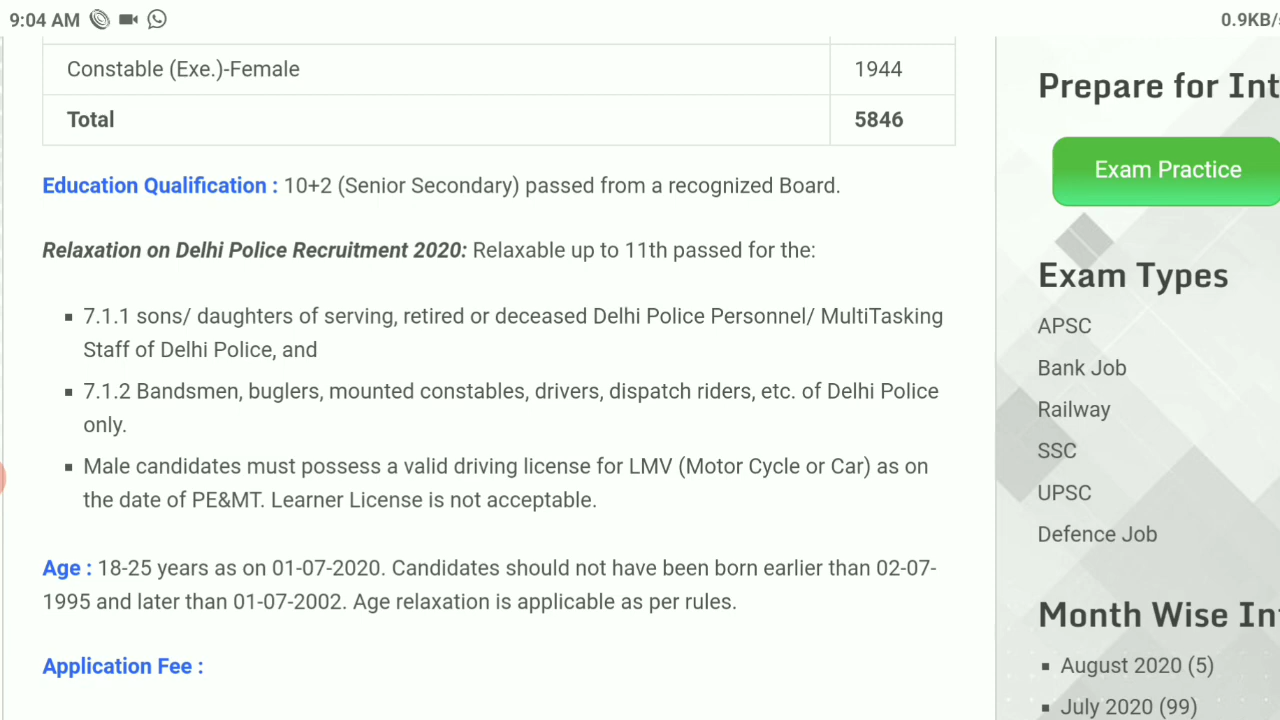 9:04 AM
0.9KB/s
Constable (Exe.)-Female 1944
Total 5846
Education Qualification : 10+2 (Senior Secondary) passed from a recognized Board.
Relaxation on Delhi Police Recruitment 2020: Relaxable up to 11th passed for the:
7.1.1 sons/ daughters of serving, retired or deceased Delhi Police Personnel/ MultiTasking
Staff of Delhi Police, and
7.1.2 Bandsmen, buglers, mounted constables, drivers, dispatch riders, etc. of Delhi Police
only.
Male candidates must possess a valid driving license for LMV (Motor Cycle or Car) as on
the date of PE&MT. Learner License is not acceptable.
Age : 18-25 years as on 01-07-2020. Candidates should not have been born earlier than 02-07-
1995 and later than 01-07-2002. Age relaxation is applicable as per rules.
Application Fee :
Prepare for Int
Exam Practice
Exam Types
APSC
Bank Job
Railway
SSC
UPSC
Defence Job
Month Wise In
August 2020 (5)
July 2020 (99)